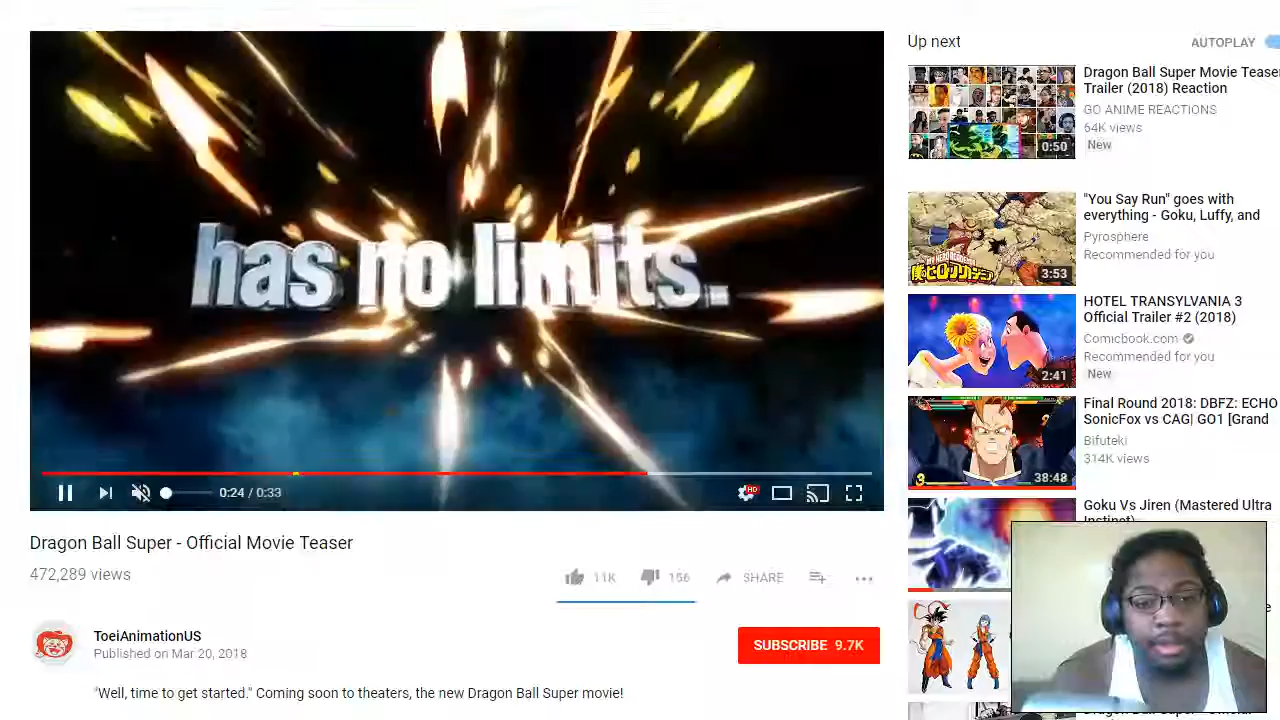 has no limits.
0:24 / 0:33
HD
Dragon Ball Super - Official Movie Teaser
472,289 views
11K
156
SHARE
ToeiAnimationUS
Published on Mar 20, 2018
SUBSCRIBE 9.7K
"Well, time to get started." Coming soon to theaters, the new Dragon Ball Super movie!
Up next
AUTOPLAY
0:50
Dragon Ball Super Movie Teaser
Trailer (2018) Reaction
GO ANIME REACTIONS
64K views
New
3:53
"You Say Run" goes with
everything - Goku, Luffy, and
Pyrosphere
Recommended for you
2:41
HOTEL TRANSYLVANIA 3
Official Trailer #2 (2018)
Comicbook.com
Recommended for you
New
38:48
Final Round 2018: DBFZ: ECHO
SonicFox vs CAG| GO1 [Grand
Bifuteki
314K views
Goku Vs Jiren (Mastered Ultra
Instinct)